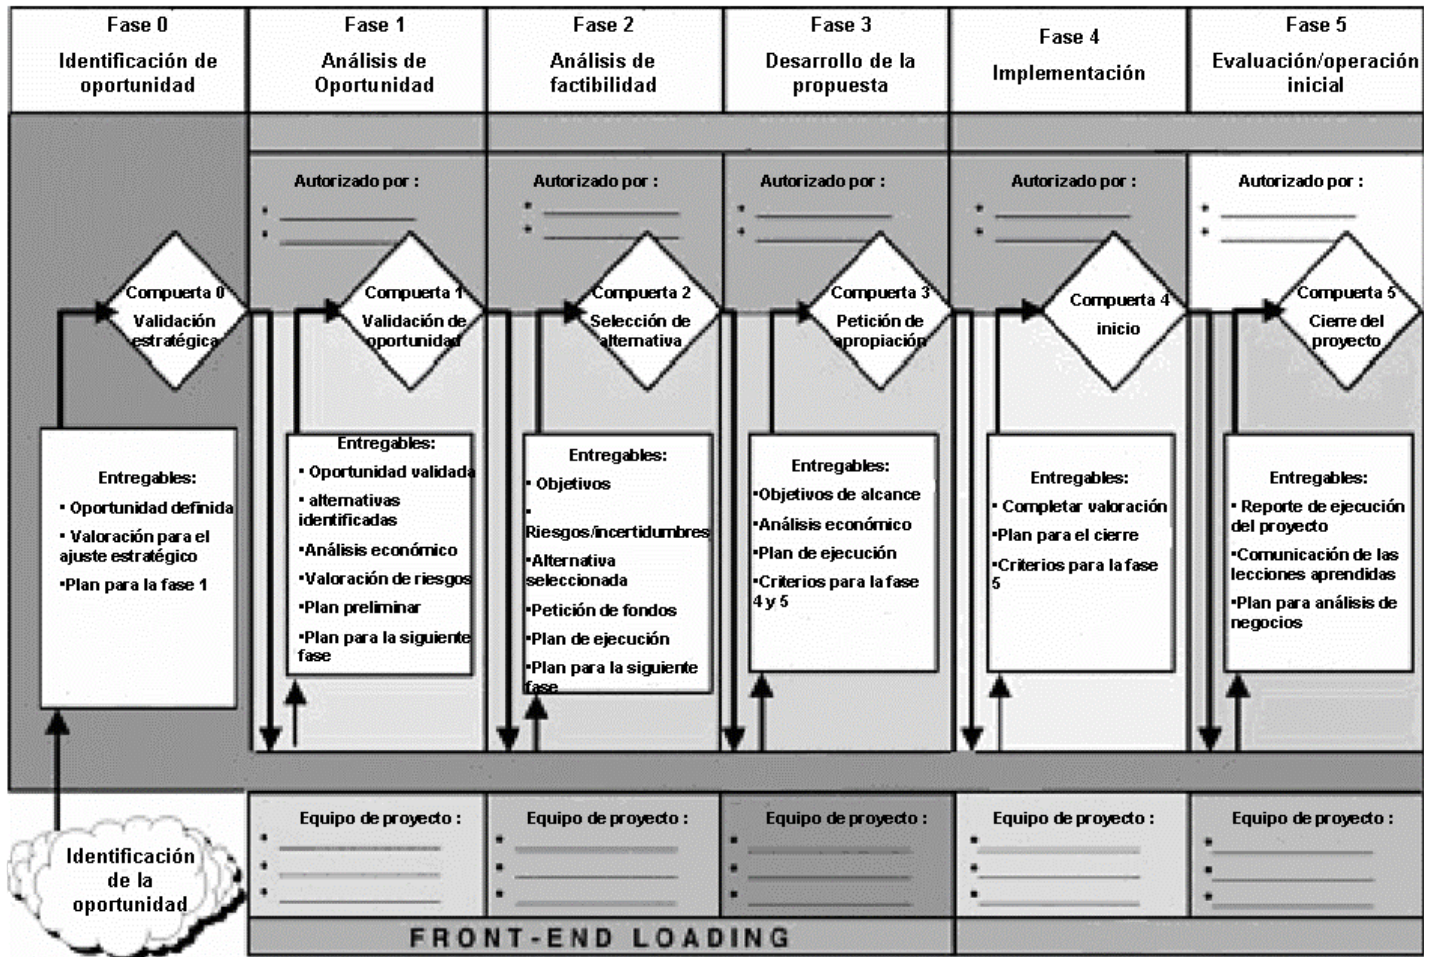 Fase 0
Identificación de
oportunidad
Fase 1
Análisis de
Oportunidad
Fase 2
Análisis de
factibilidad
Fase 3
Desarrollo de la
propuesta
Fase 4
Implementación
Fase 5
Evaluación/operación
inicial
Autorizado por :
Autorizado por :
Autorizado por :
Autorizado por :
Autorizado por :
Compuerta 0
Validación
estratégica
Compuerta 1
Validación de
oportunidad
Compuerta 2
Selección de
alternativa
Compuerta 3
Petición de
apropiación
Compuerta 4
inicio
Compuerta 5
Cierre del
proyecto
Entregables:
• Oportunidad definida
• Valoración para el
ajuste estratégico
•Plan para la fase 1
Entregables:
• Oportunidad validada
• alternativas
identificadas
•Análisis económico
•Valoración de riesgos
•Plan preliminar
•Plan para la siguiente
fase
Entregables:
• Objetivos
•
Riesgos/incertidumbres
•Alternativa
seleccionada
•Petición de fondos
•Plan de ejecución
•Plan para la siguiente
fase
Entregables:
•Objetivos de alcance
•Análisis económico
•Plan de ejecución
•Criterios para la fase
4 y 5
Entregables:
• Completar valoración
•Plan para el cierre
•Criterios para la fase
5
Entregables:
• Reporte de ejecución
del proyecto
•Comunicación de las
lecciones aprendidas
•Plan para análisis de
negocios
Identificación
de la
oportunidad
Equipo de proyecto :
Equipo de proyecto :
Equipo de proyecto :
Equipo de proyecto :
Equipo de proyecto :
FRONT-END LOADING